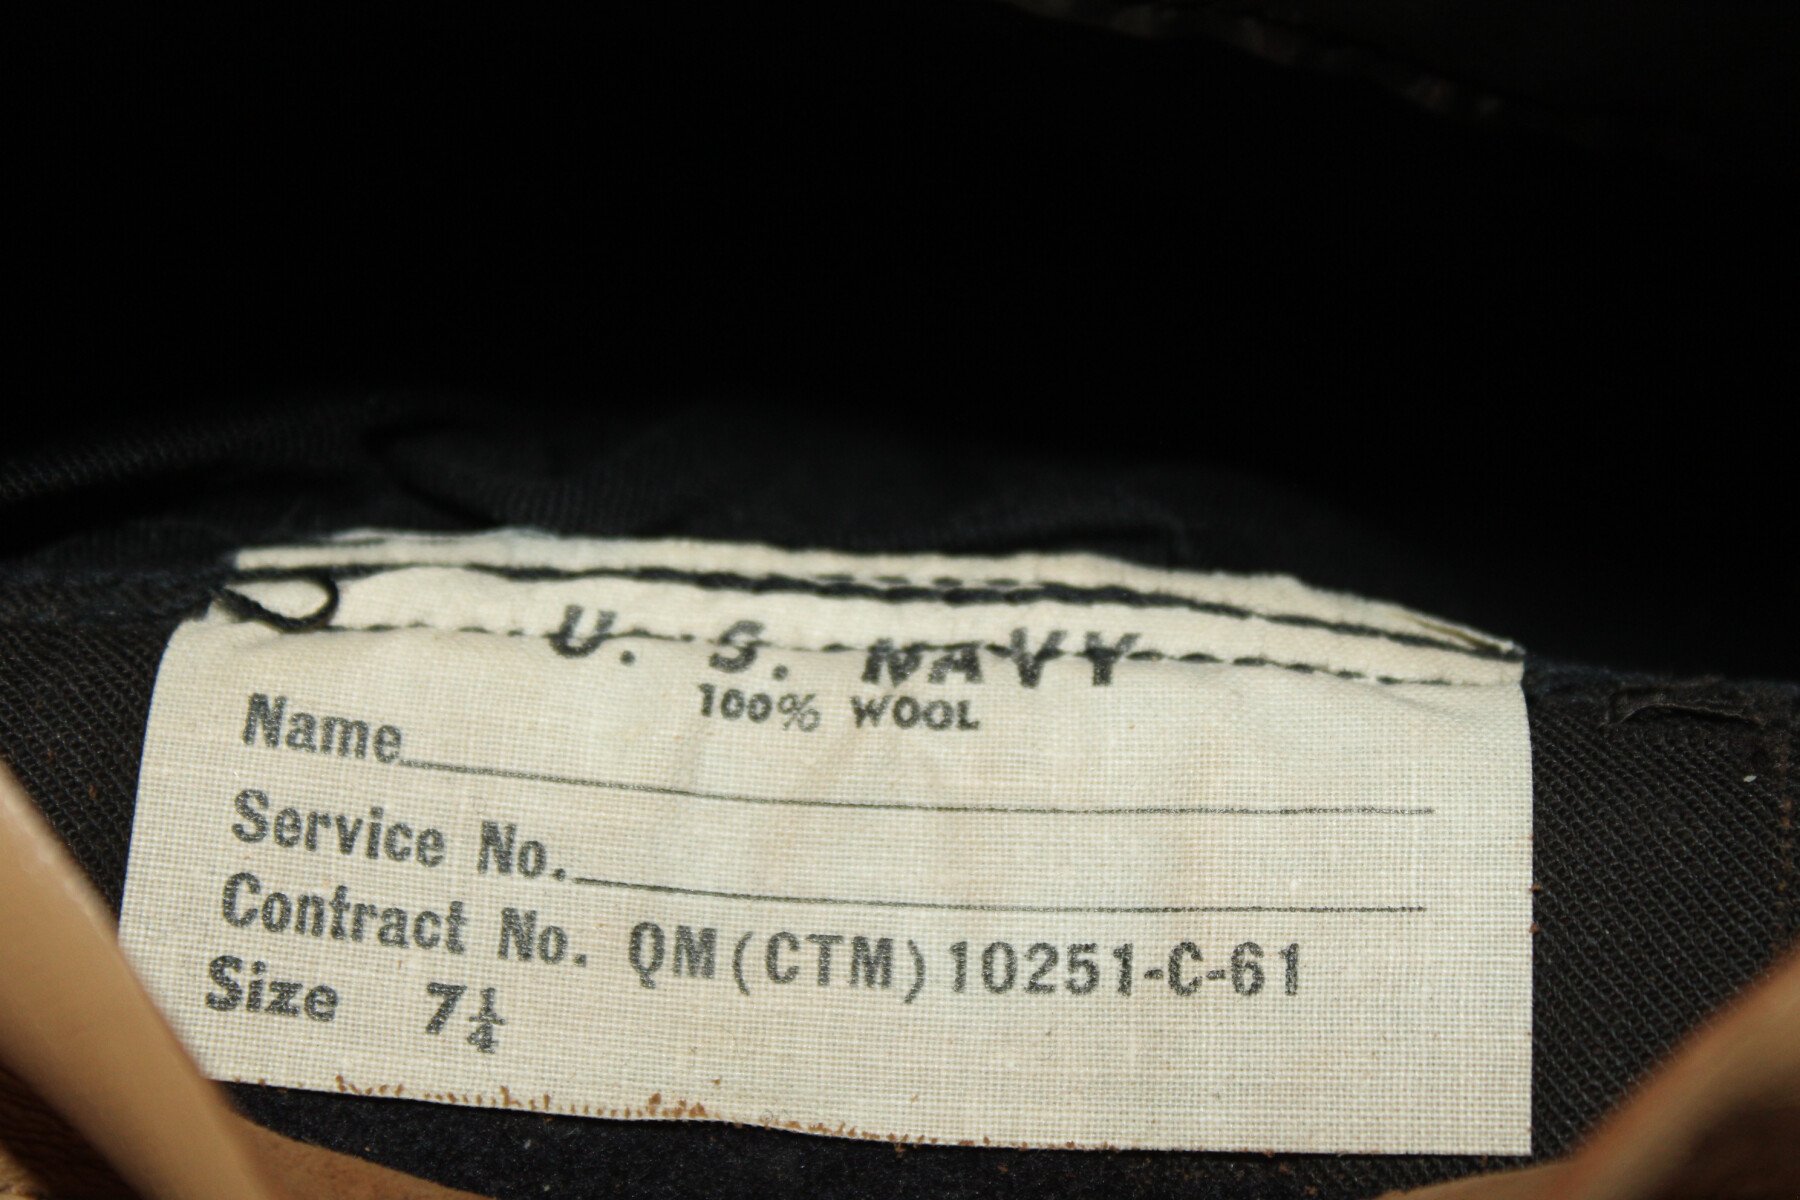 U. S. NAVY
100% WOOL
Name
Service No.
Contract No. QM(CTM)10251-C-61
Size 7¼